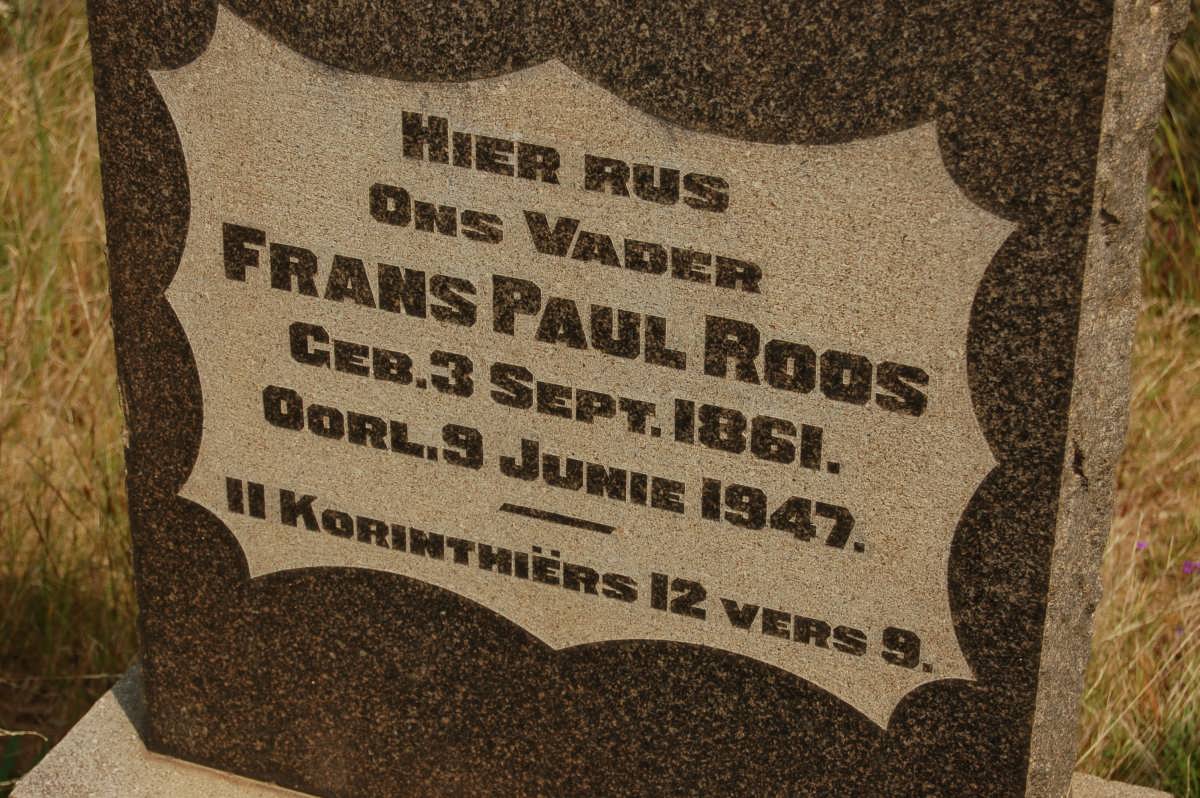 HIER RUS
ONS VADER
FRANS PAUL ROOS
GEB. 3 SEPT. 1861.
OORL. 9 JUNIE 1947.
II KORINTHIËRS 12 VERS 9.